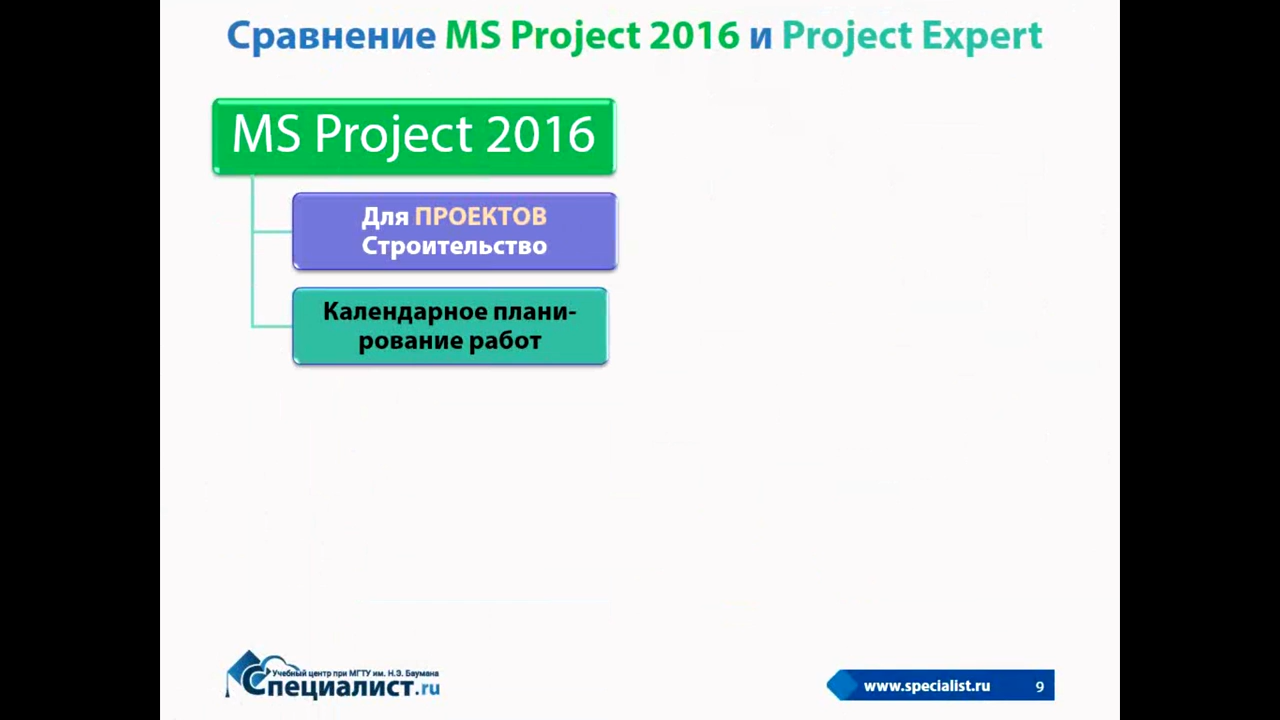 Сравнение MS Project 2016 и Project Expert
MS Project 2016
Для ПРОЕКТОВ
Строительство
Календарное плани-
рование работ
Учебный центр при МГТУ им. Н.Э. Баумана
Специалист.ru
www.specialist.ru 9